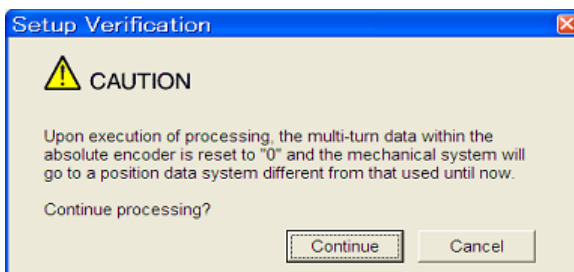 Setup Verification
CAUTION
Upon execution of processing, the multi-turn data within the
absolute encoder is reset to "0" and the mechanical system will
go to a position data system different from that used until now.
Continue processing?
Continue Cancel